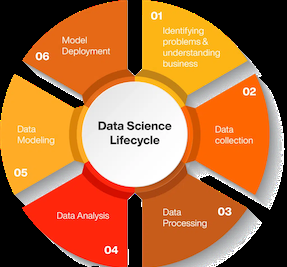 01
Identifying
problems &
understanding
business
02
Data
collection
03
Data
Processing
04
Data Analysis
05
Data
Modeling
06
Model
Deployment
Data Science
Lifecycle